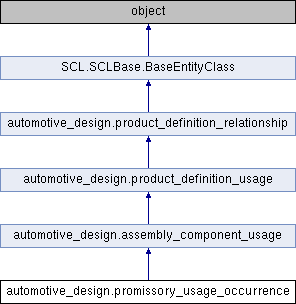 object
SCL.SCLBase.BaseEntityClass
automotive_design.product_definition_relationship
automotive_design.product_definition_usage
automotive_design.assembly_component_usage
automotive_design.promissory_usage_occurrence